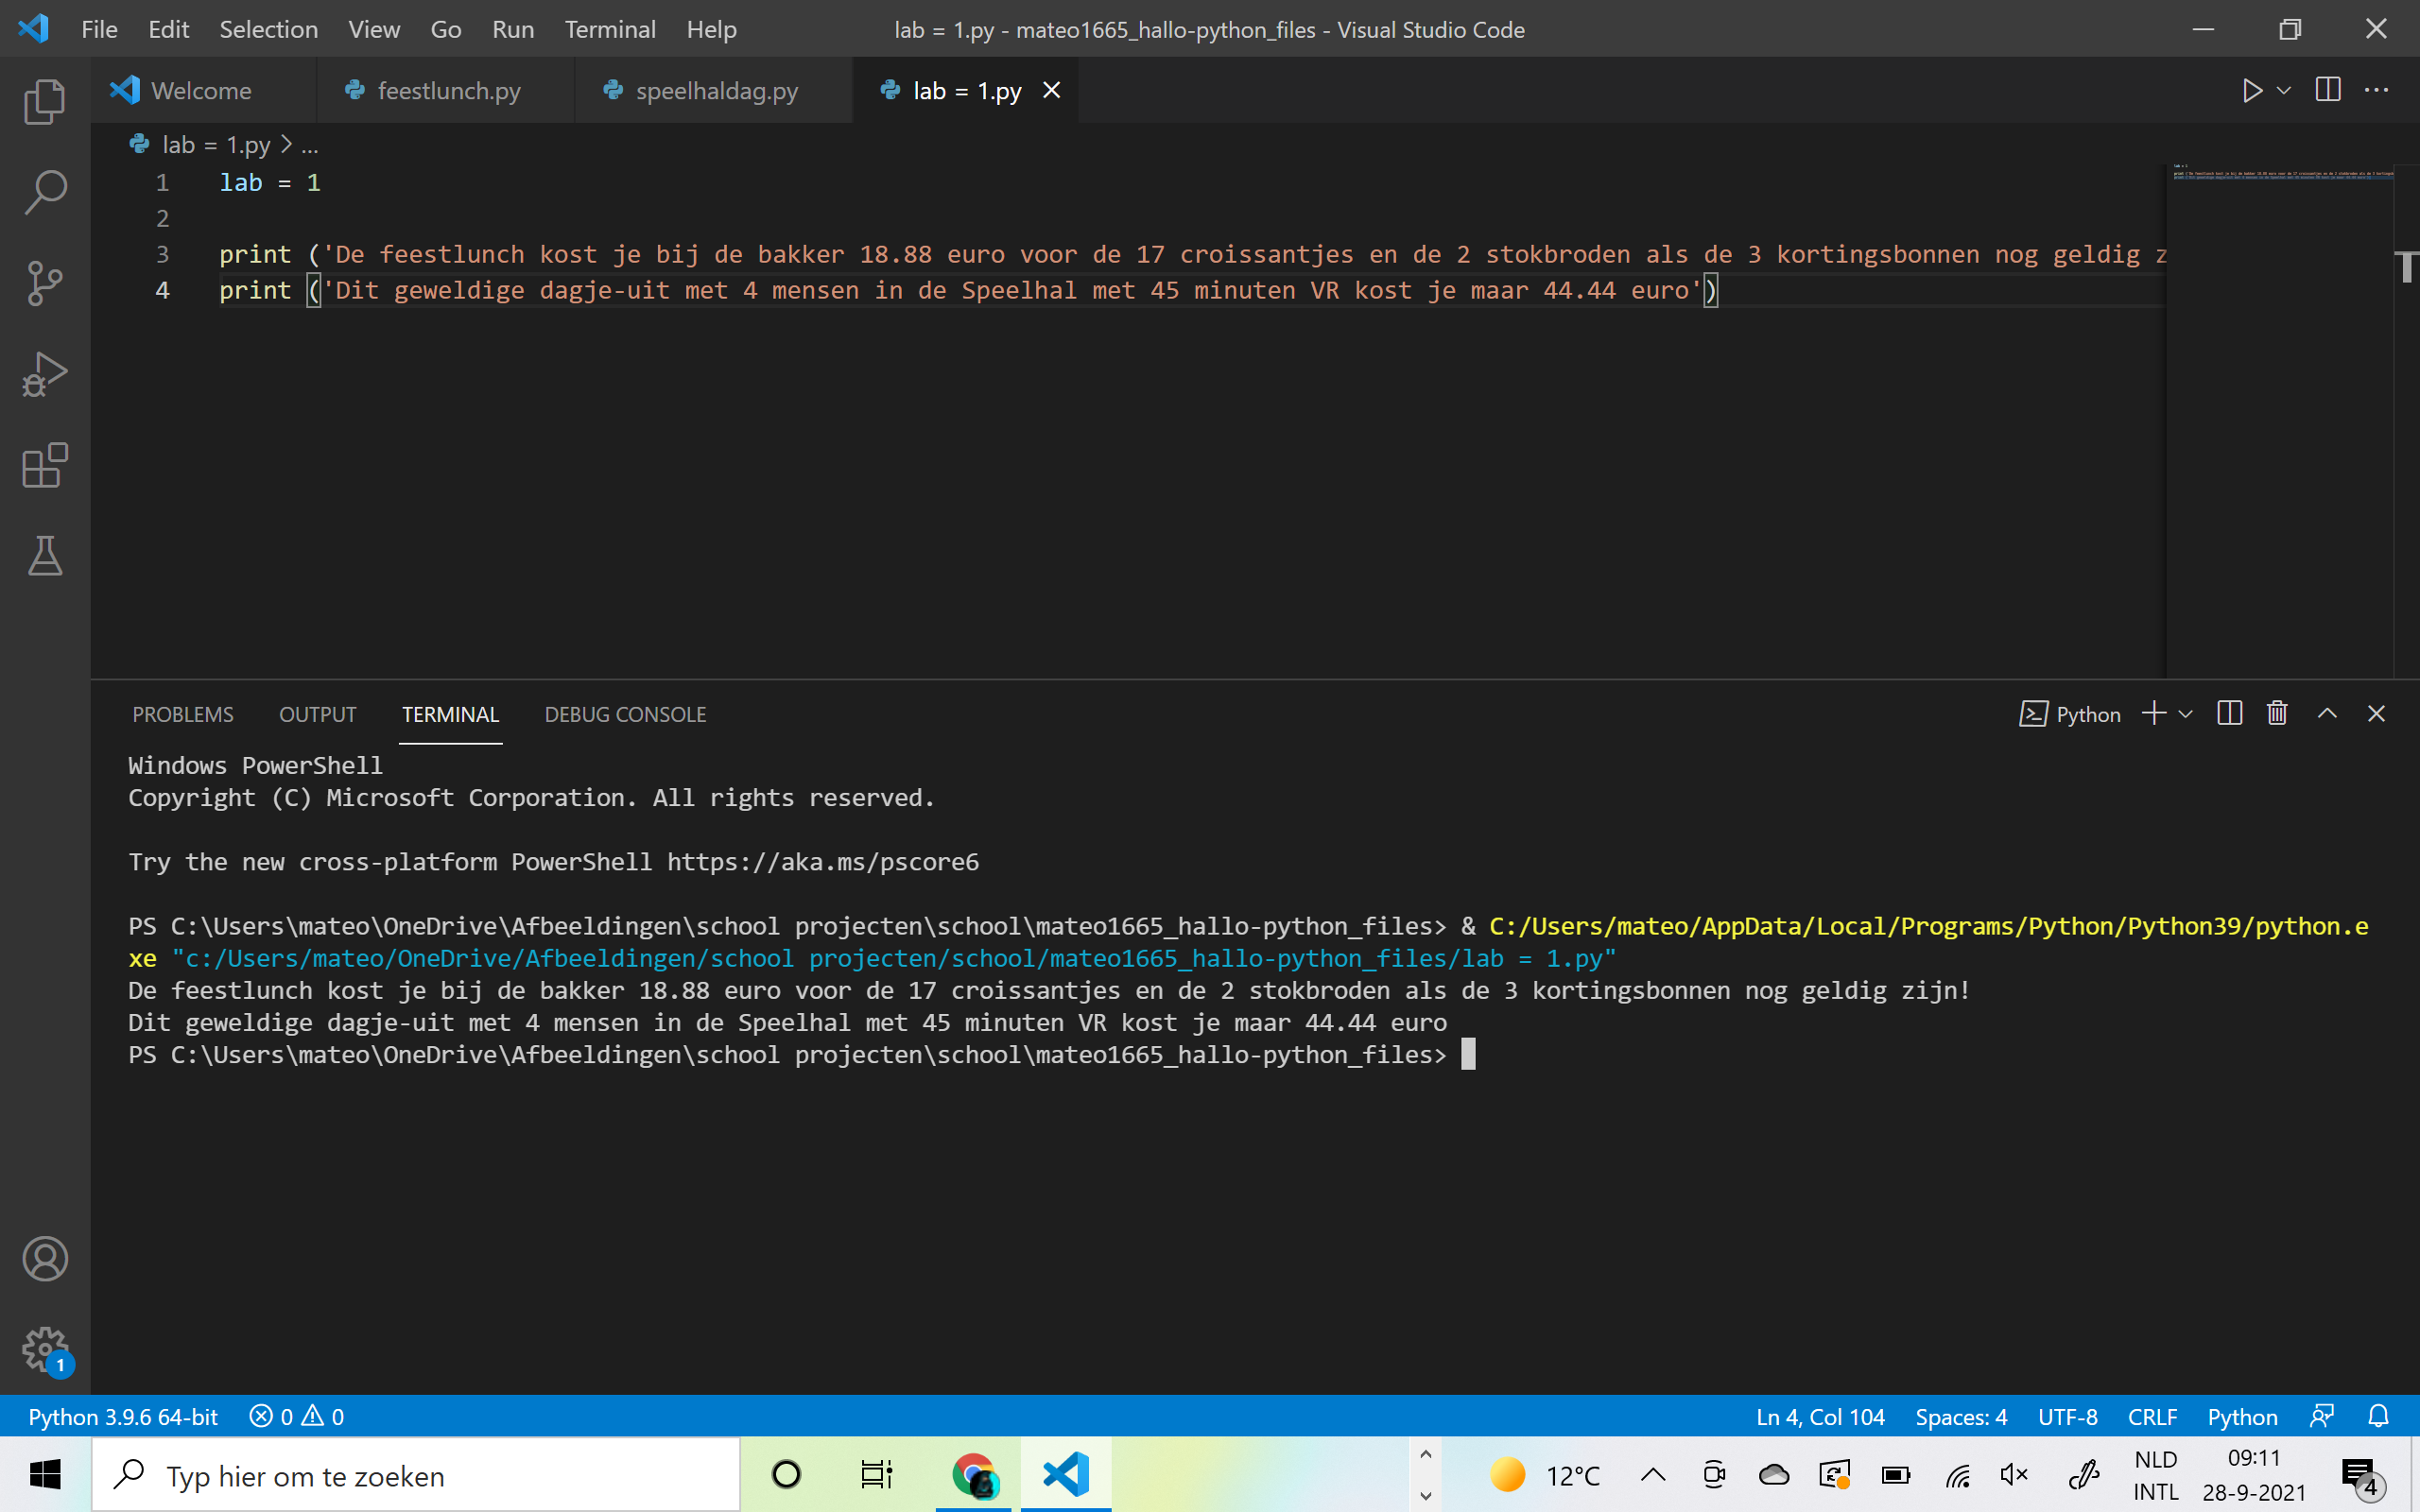 File Edit Selection View Go Run Terminal Help lab = 1.py - mateo1665_hallo-python_files - Visual Studio Code
Welcome feestlunch.py speelhaldag.py lab = 1.py
lab = 1.py > ...
1 lab = 1
2
3 print ('De feestlunch kost je bij de bakker 18.88 euro voor de 17 croissantjes en de 2 stokbroden als de 3 kortingsbonnen nog geldig z
4 print ('Dit geweldige dagje-uit met 4 mensen in de Speelhal met 45 minuten VR kost je maar 44.44 euro')
PROBLEMS OUTPUT TERMINAL DEBUG CONSOLE Python
Windows PowerShell
Copyright (C) Microsoft Corporation. All rights reserved.
Try the new cross-platform PowerShell https://aka.ms/pscore6
PS C:\Users\mateo\OneDrive\Afbeeldingen\school projecten\school\mateo1665_hallo-python_files> & C:/Users/mateo/AppData/Local/Programs/Python/Python39/python.e
xe "c:/Users/mateo/OneDrive/Afbeeldingen/school projecten/school/mateo1665_hallo-python_files/lab = 1.py"
De feestlunch kost je bij de bakker 18.88 euro voor de 17 croissantjes en de 2 stokbroden als de 3 kortingsbonnen nog geldig zijn!
Dit geweldige dagje-uit met 4 mensen in de Speelhal met 45 minuten VR kost je maar 44.44 euro
PS C:\Users\mateo\OneDrive\Afbeeldingen\school projecten\school\mateo1665_hallo-python_files>
1
Python 3.9.6 64-bit 0 0 Ln 4, Col 104 Spaces: 4 UTF-8 CRLF Python
Typ hier om te zoeken 12°C NLD 09:11
INTL 28-9-2021 4